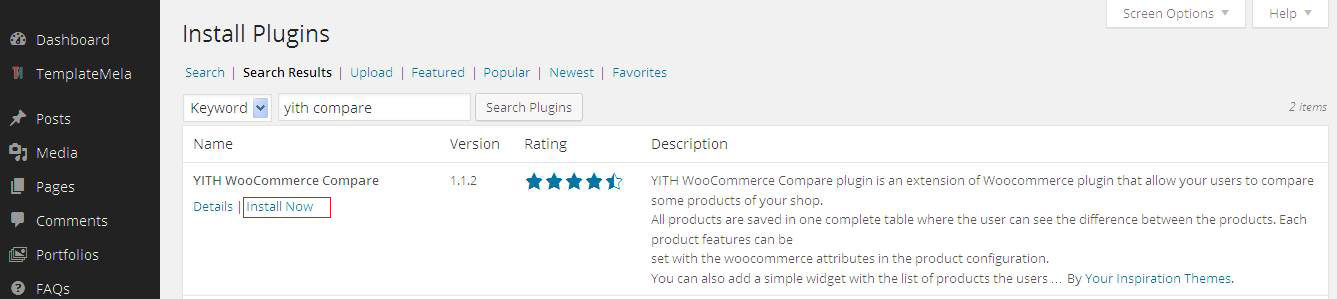 Screen Options
Help
Dashboard
TemplateMela
Posts
Media
Pages
Comments
Portfolios
FAQs
Install Plugins
Search | Search Results | Upload | Featured | Popular | Newest | Favorites
Keyword yith compare Search Plugins
2 items
Name Version Rating Description
YITH WooCommerce Compare 1.1.2
Details | Install Now
YITH WooCommerce Compare plugin is an extension of Woocommerce plugin that allow your users to compare
some products of your shop.
All products are saved in one complete table where the user can see the difference between the products. Each
product features can be
set with the woocommerce attributes in the product configuration.
You can also add a simple widget with the list of products the users … By Your Inspiration Themes.